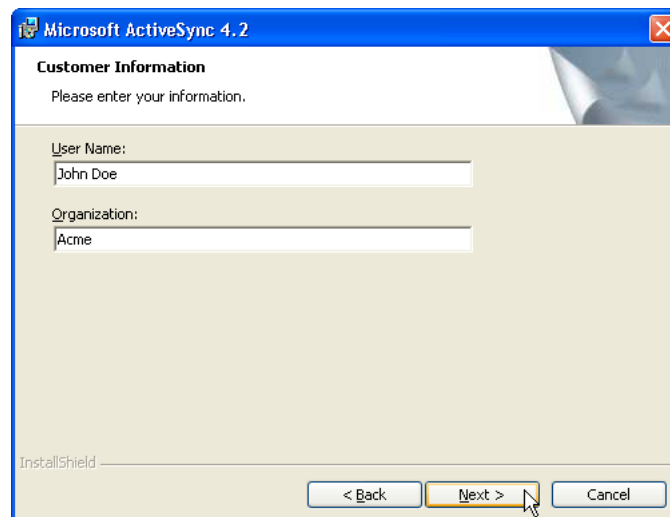 Microsoft ActiveSync 4.2
Customer Information
Please enter your information.
User Name:
John Doe
Organization:
Acme
InstallShield
< Back Next > Cancel